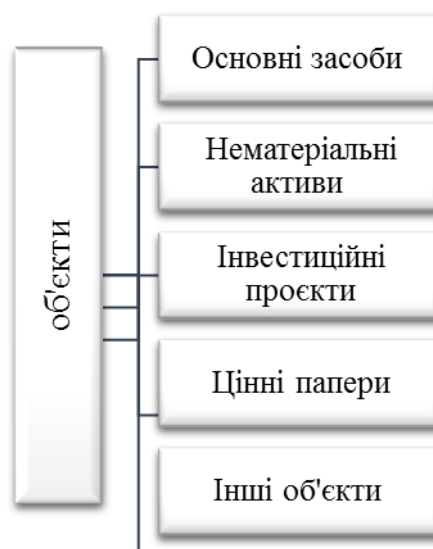 об'єкти
Основні засоби
Нематеріальні
активи
Інвестиційні
проєкти
Цінні папери
Інші об'єкти